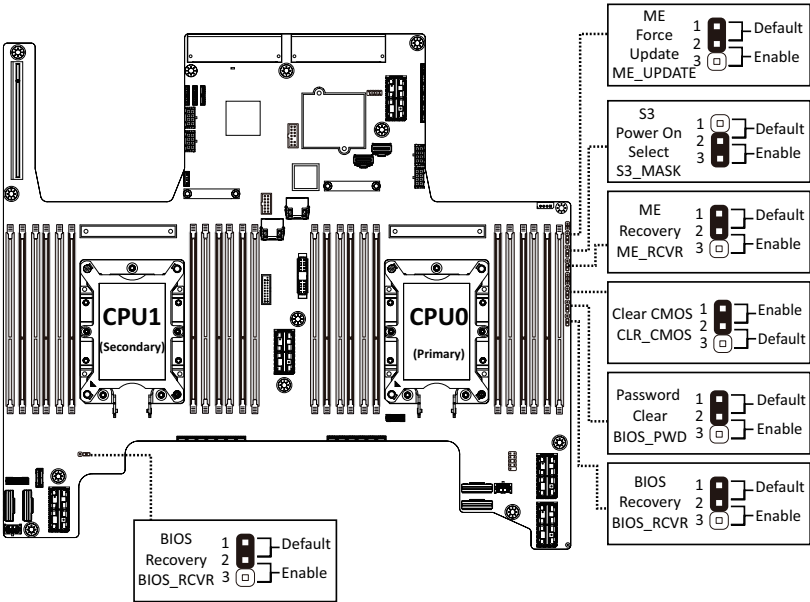 ME
Force
Update
ME_UPDATE
1
2
3
Default
Enable
S3
Power On
Select
S3_MASK
1
2
3
Default
Enable
ME
Recovery
ME_RCVR
1
2
3
Default
Enable
Clear CMOS
CLR_CMOS
1
2
3
Enable
Default
Password
Clear
BIOS_PWD
1
2
3
Default
Enable
BIOS
Recovery
BIOS_RCVR
1
2
3
Default
Enable
CPU1
(Secondary)
CPU0
(Primary)
BIOS
Recovery
BIOS_RCVR
1
2
3
Default
Enable